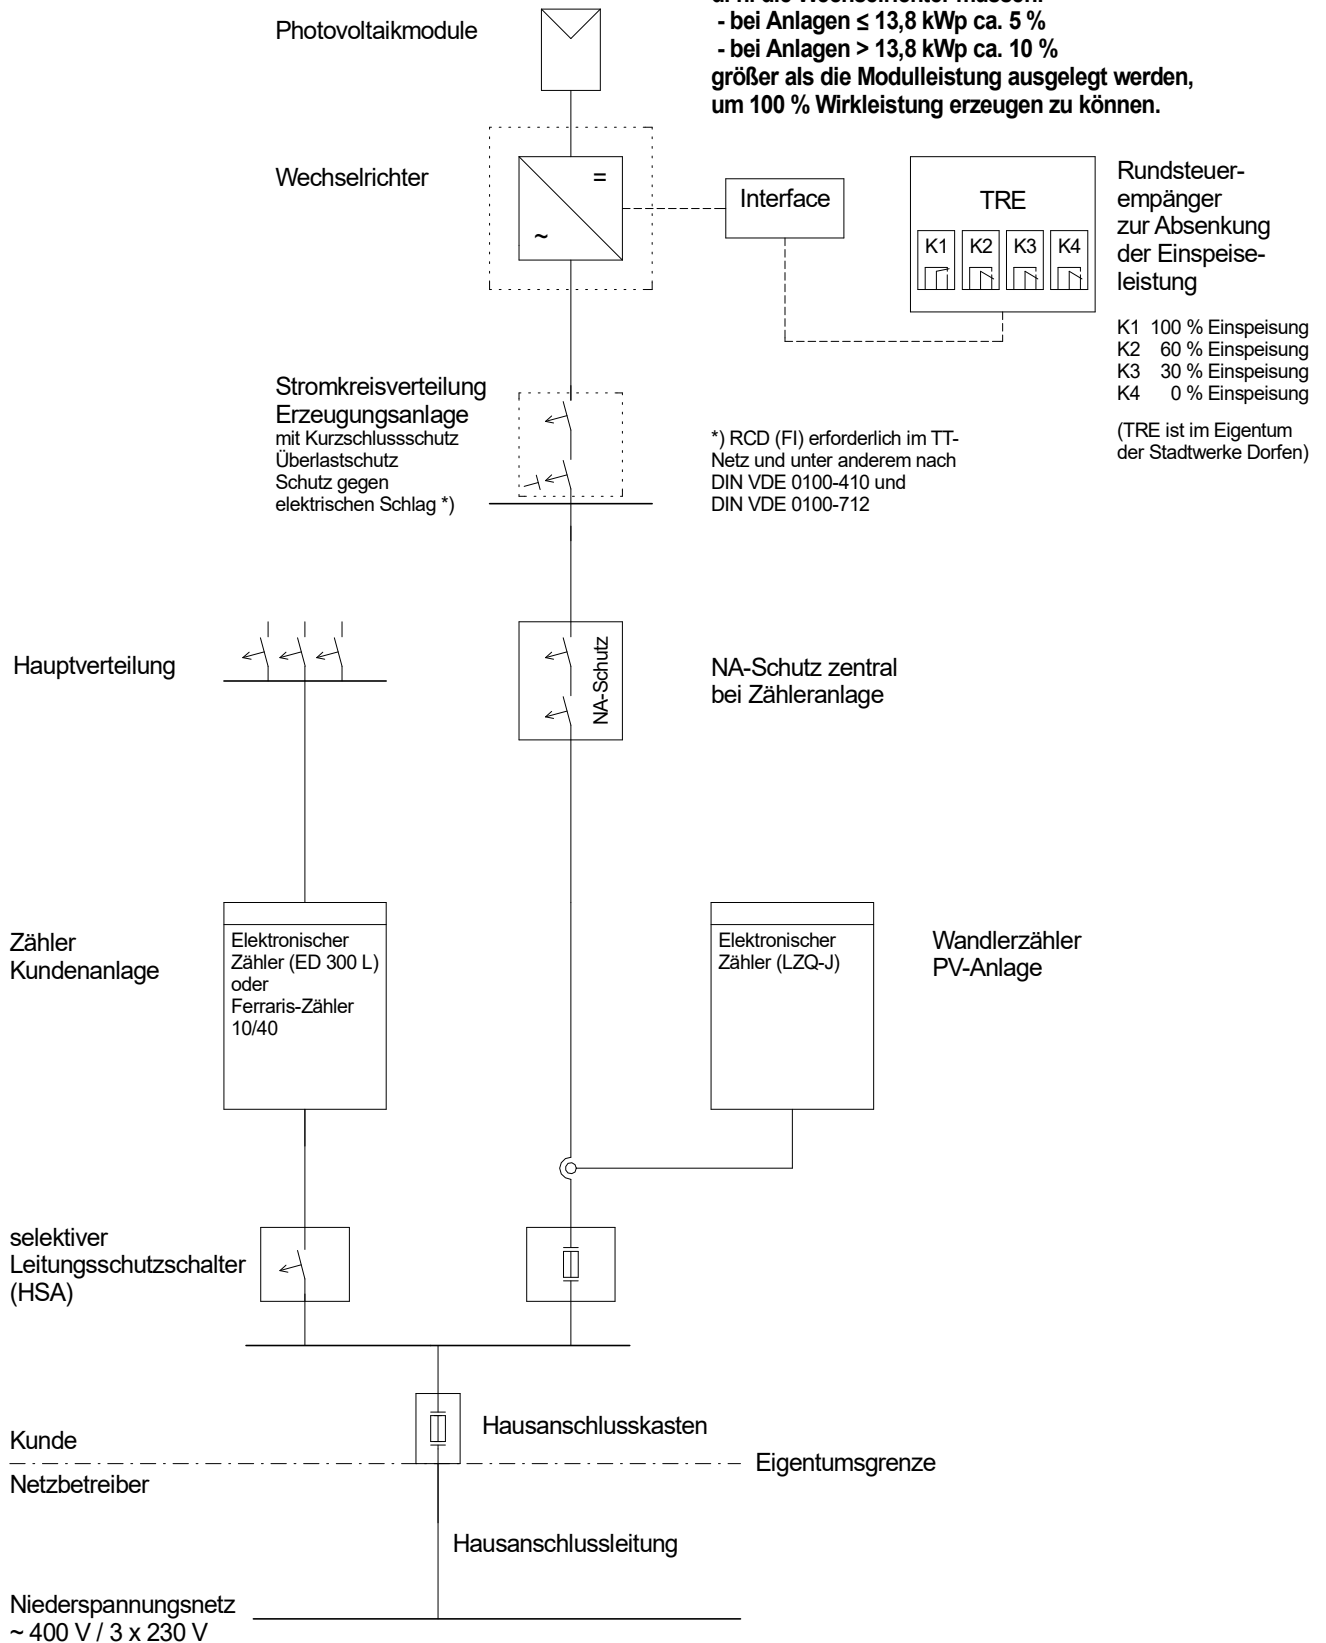 Photovoltaikmodule
- bei Anlagen ≤ 13,8 kWp ca. 5 %
- bei Anlagen > 13,8 kWp ca. 10 %
größer als die Modulleistung ausgelegt werden,
um 100 % Wirkleistung erzeugen zu können.
Wechselrichter
=
~
Interface
TRE
K1 K2 K3 K4
Rundsteuer-
empänger
zur Absenkung
der Einspeise-
leistung
K1 100 % Einspeisung
K2 60 % Einspeisung
K3 30 % Einspeisung
K4 0 % Einspeisung
(TRE ist im Eigentum
der Stadtwerke Dorfen)
Stromkreisverteilung
Erzeugungsanlage
mit Kurzschlussschutz
Überlastschutz
Schutz gegen
elektrischen Schlag *)
*) RCD (FI) erforderlich im TT-
Netz und unter anderem nach
DIN VDE 0100-410 und
DIN VDE 0100-712
Hauptverteilung
NA-Schutz
NA-Schutz zentral
bei Zähleranlage
Zähler
Kundenanlage
Elektronischer
Zähler (ED 300 L)
oder
Ferraris-Zähler
10/40
Elektronischer
Zähler (LZQ-J)
Wandlerzähler
PV-Anlage
selektiver
Leitungsschutzschalter
(HSA)
Hausanschlusskasten
Kunde
Eigentumsgrenze
Netzbetreiber
Hausanschlussleitung
Niederspannungsnetz
~ 400 V / 3 x 230 V